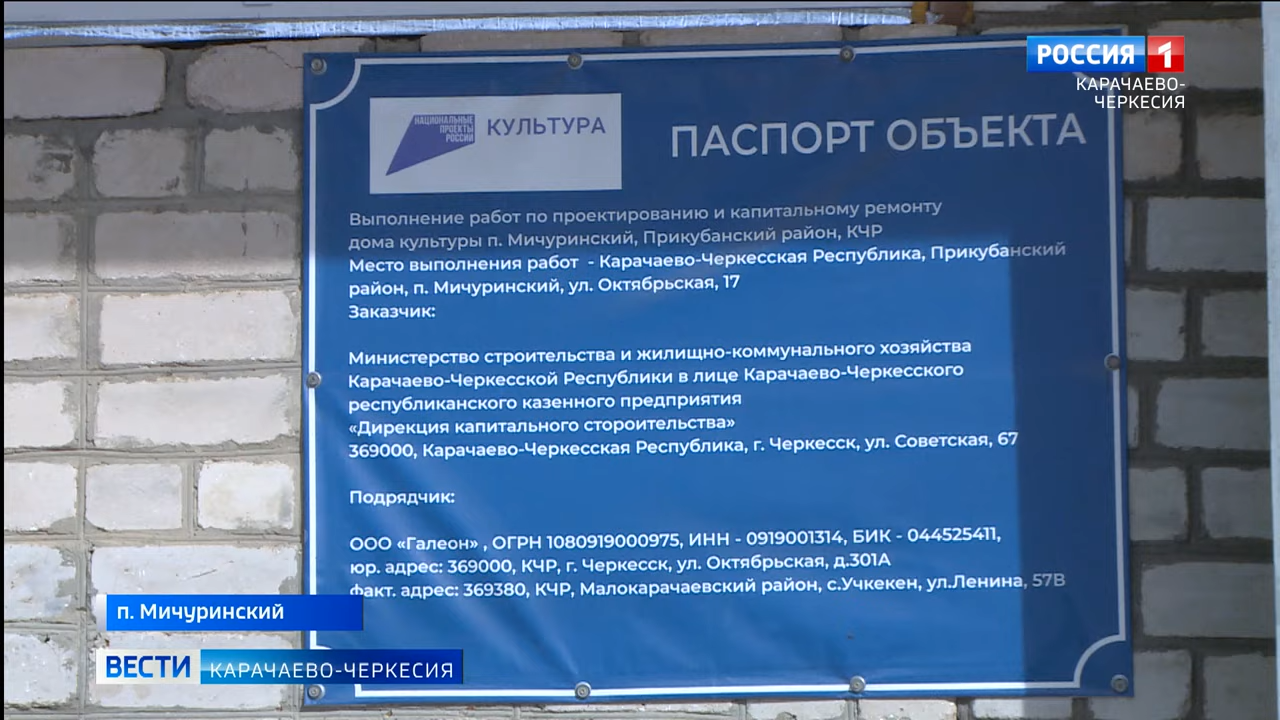 РОССИЯ 1
КАРАЧАЕВО-
ЧЕРКЕСИЯ
НАЦИОНАЛЬНЫЕ
ПРОЕКТЫ
РОССИИ
КУЛЬТУРА
ПАСПОРТ ОБЪЕКТА
Выполнение работ по проектированию и капитальному ремонту
дома культуры п. Мичуринский, Прикубанский район, КЧР
Место выполнения работ - Карачаево-Черкесская Республика, Прикубанский
район, п. Мичуринский, ул. Октябрьская, 17
Заказчик:
Министерство строительства и жилищно-коммунального хозяйства
Карачаево-Черкесской Республики в лице Карачаево-Черкесского
республиканского казенного предприятия
«Дирекция капитального сторoительства»
369000, Карачаево-Черкесская Республика, г. Черкесск, ул. Советская, 67
Подрядчик:
ООО «Галеон» , ОГРН 1080919000975, ИНН - 0919001314, БИК - 044525411,
юр. адрес: 369000, КЧР, г. Черкесск, ул. Октябрьская, д.301А
факт. адрес: 369380, КЧР, Малокарачаевский район, с.Учкекен, ул.Ленина, 57В
п. Мичуринский
ВЕСТИ КАРАЧАЕВО-ЧЕРКЕСИЯ